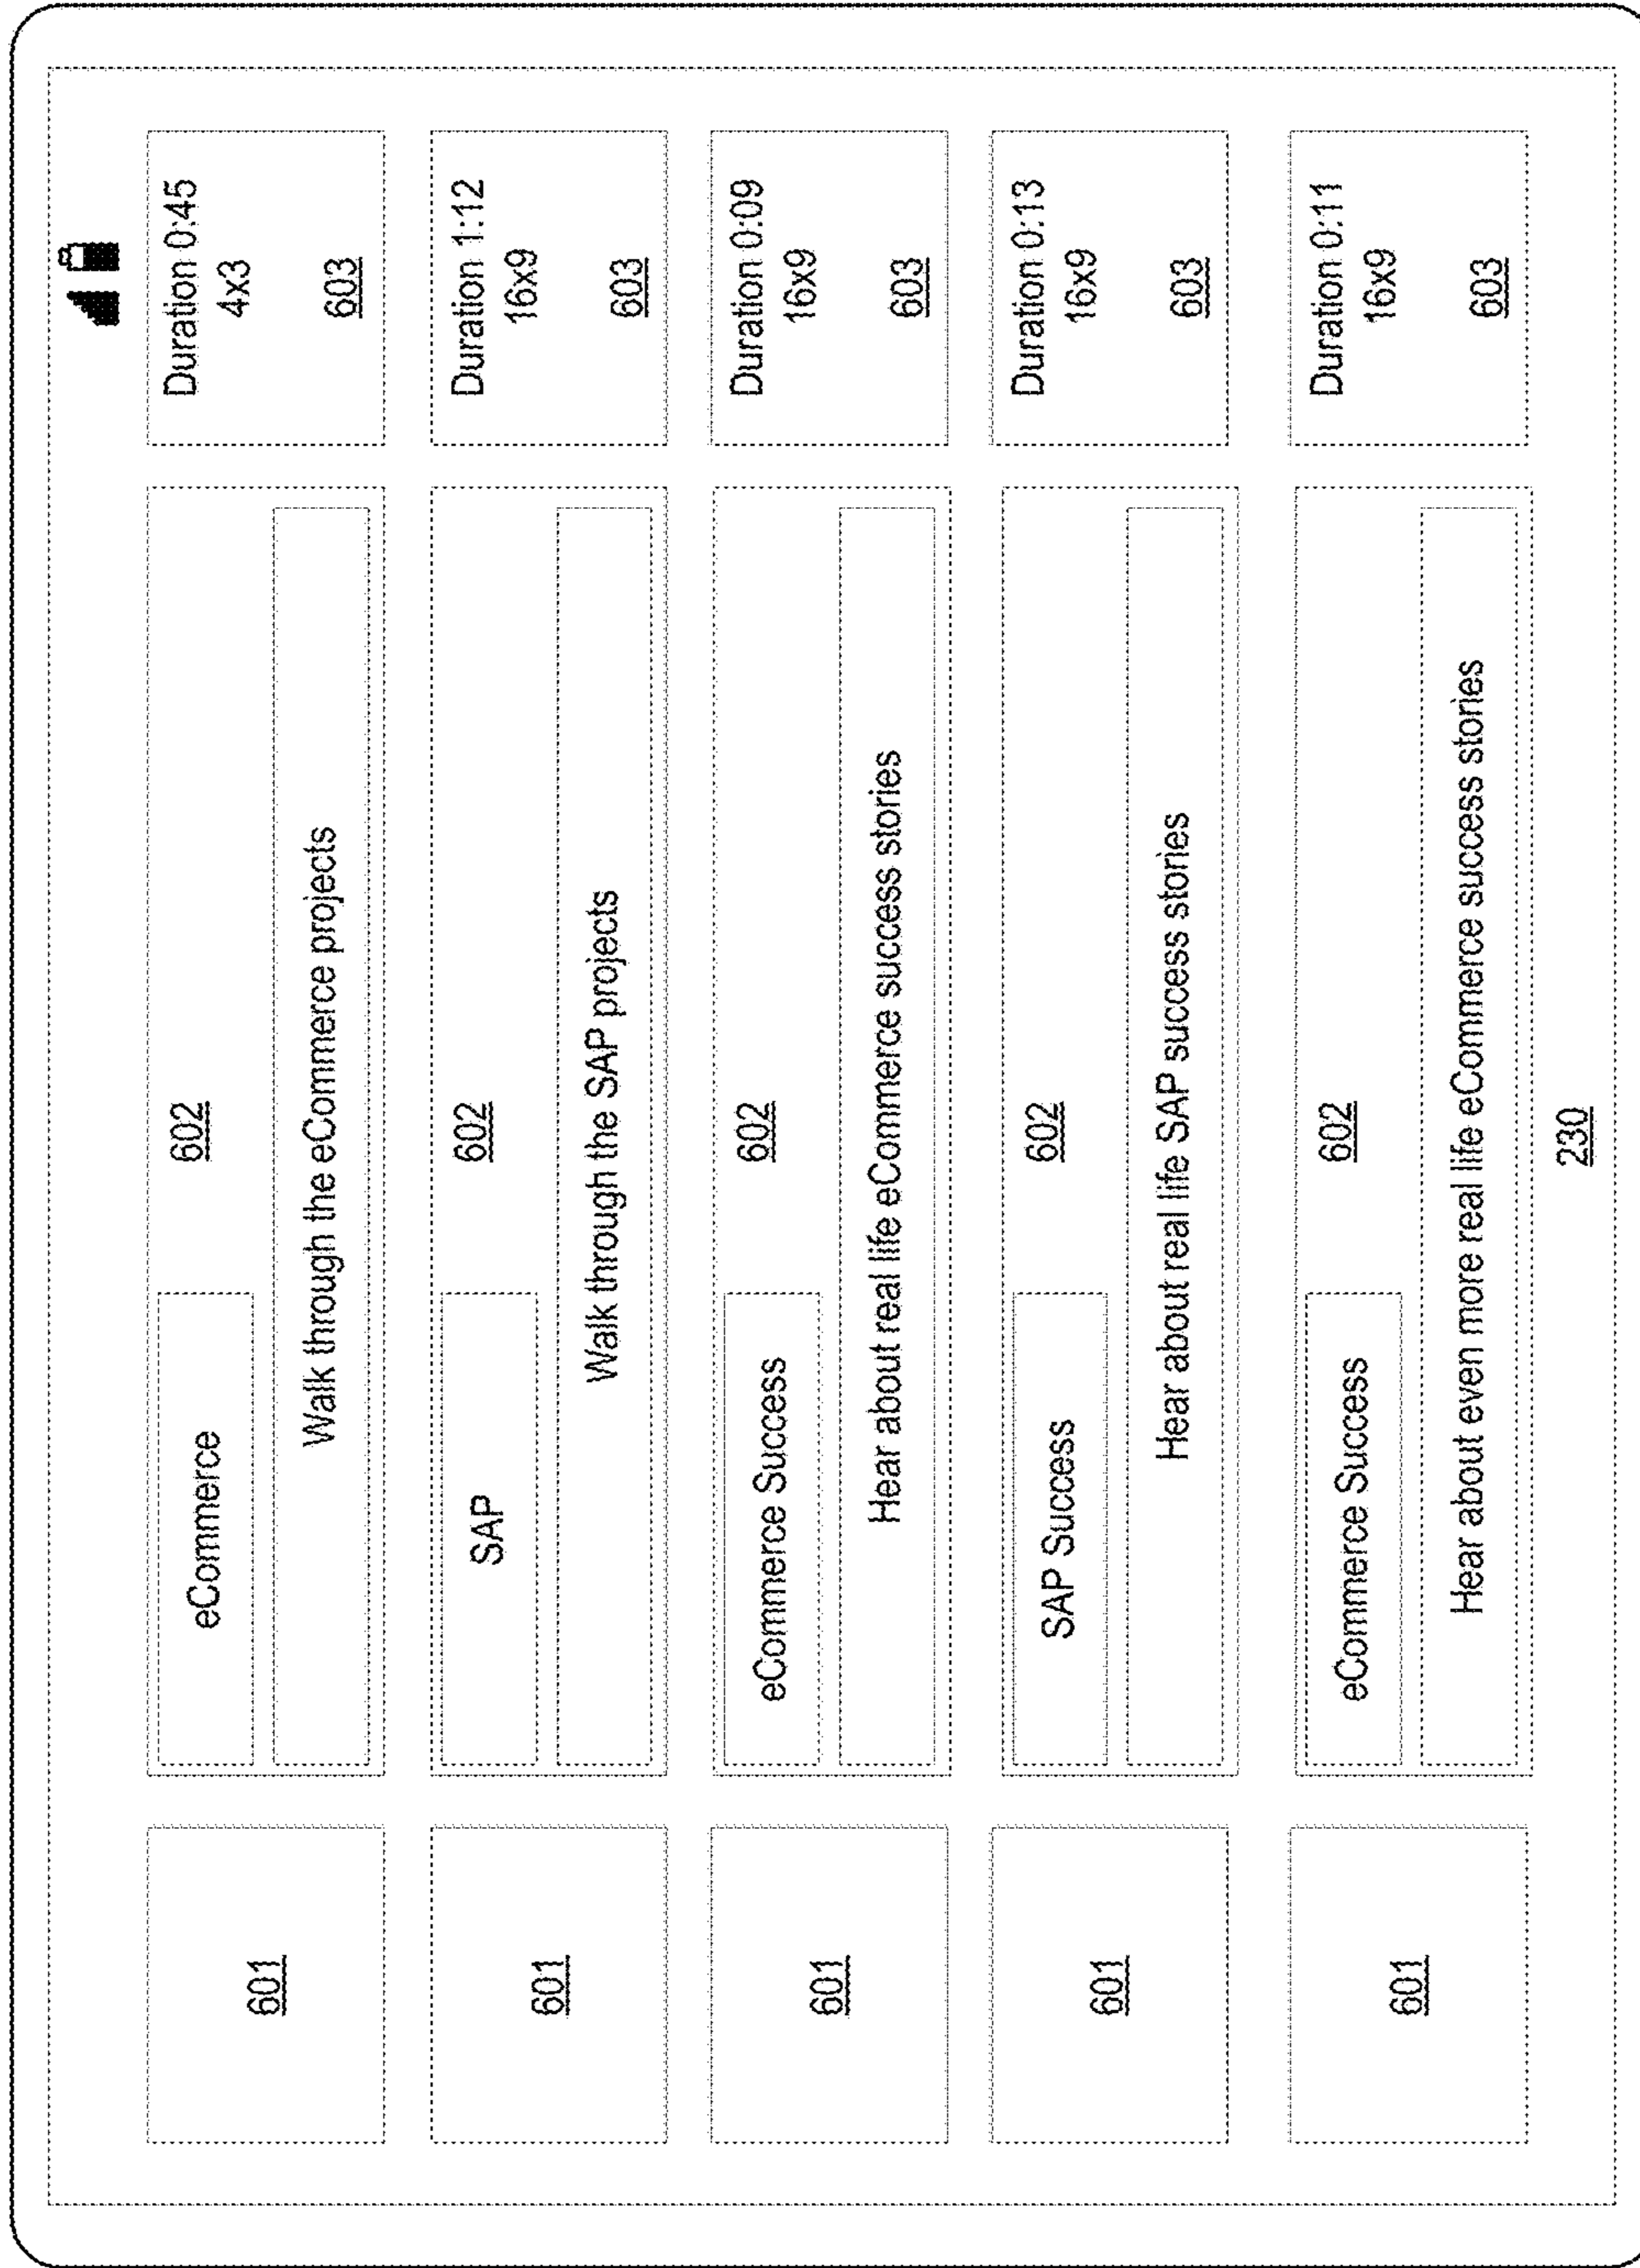 601
eCommerce
602
Walk through the eCommerce projects
Duration 0:45
4x3
603
601
SAP
602
Walk through the SAP projects
Duration 1:12
16x9
603
601
eCommerce Success
602
Hear about real life eCommerce success stories
Duration 0:09
16x9
603
601
SAP Success
602
Hear about real life SAP success stories
Duration 0:13
16x9
603
601
eCommerce Success
602
Hear about even more real life eCommerce success stories
Duration 0:11
16x9
603
230